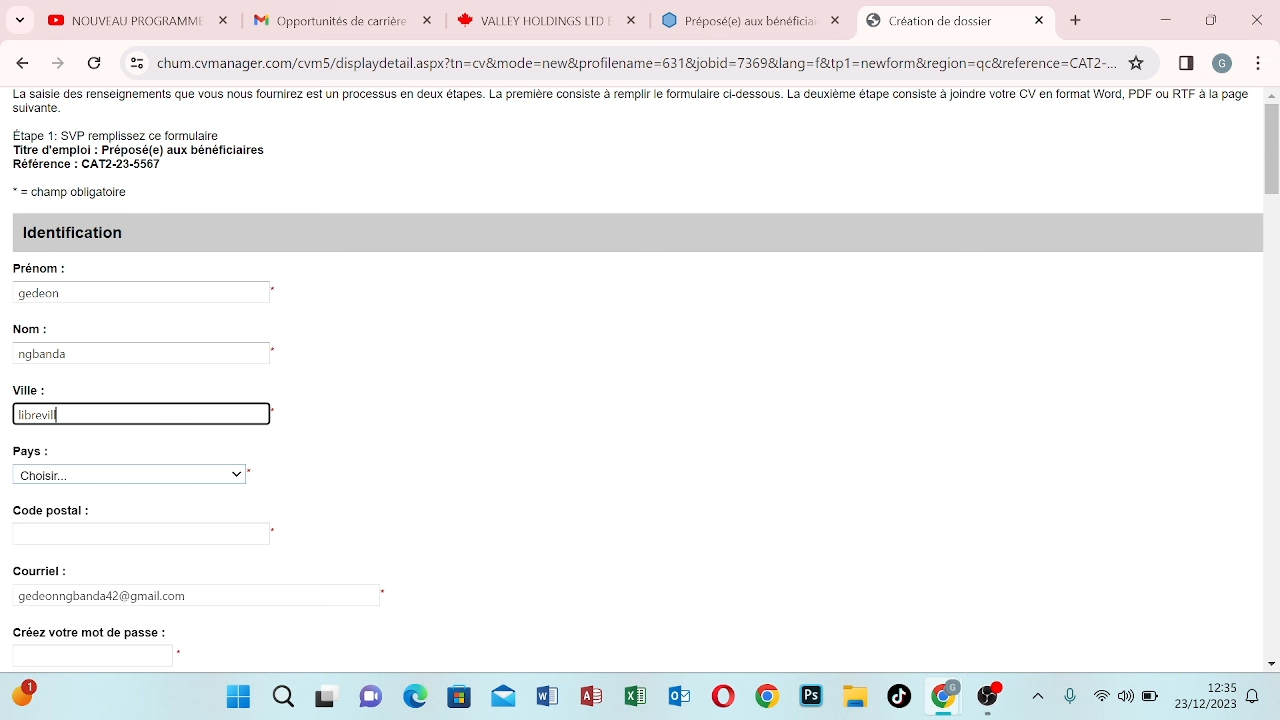 NOUVEAU PROGRAMME
Opportunités de carrière
VALLEY HOLDINGS LTD E
Préposé(e) aux bénéficiai
Création de dossier
chum.cvmanager.com/cvm5/displaydetail.aspx?tn=cv&mode=new&profilename=631&jobid=7369&lang=f&tp1=newform&region=qc&reference=CAT2-...
G
La saisie des renseignements que vous nous fournirez est un processus en deux étapes. La première consiste à remplir le formulaire ci-dessous. La deuxième étape consiste à joindre votre CV en format Word, PDF ou RTF à la page
suivante.
Étape 1: SVP remplissez ce formulaire
Titre d'emploi : Préposé(e) aux bénéficiaires
Référence : CAT2-23-5567
* = champ obligatoire
Identification
Prénom :
gedeon *
Nom :
ngbanda *
Ville :
librevill *
Pays :
Choisir... *
Code postal :
*
Courriel :
gedeonngbanda42@gmail.com *
Créez votre mot de passe :
*
1
Ps
G
12:35
23/12/2023